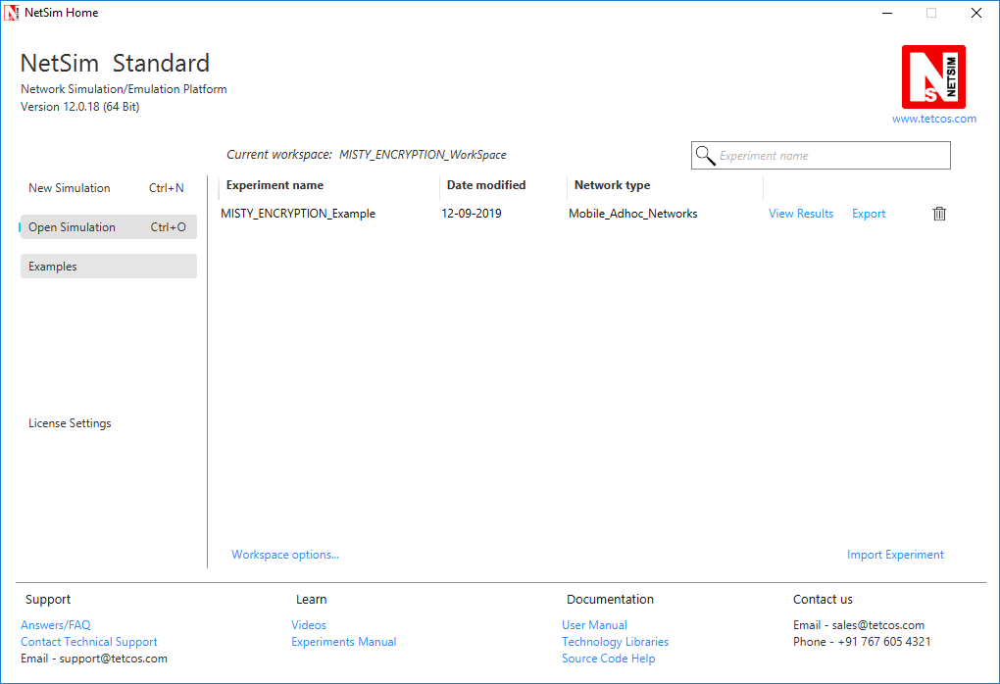 NetSim Home
NetSim Standard
Network Simulation/Emulation Platform
Version 12.0.18 (64 Bit)
NS NETSIM
www.tetcos.com
Current workspace: MISTY_ENCRYPTION_WorkSpace
Experiment name
New Simulation Ctrl+N
Experiment name Date modified Network type
MISTY_ENCRYPTION_Example 12-09-2019 Mobile_Adhoc_Networks View Results Export
Open Simulation Ctrl+O
Examples
License Settings
Workspace options... Import Experiment
Support Learn Documentation Contact us
Answers/FAQ Videos User Manual Email - sales@tetcos.com
Contact Technical Support Experiments Manual Technology Libraries Phone - +91 767 605 4321
Email - support@tetcos.com Source Code Help